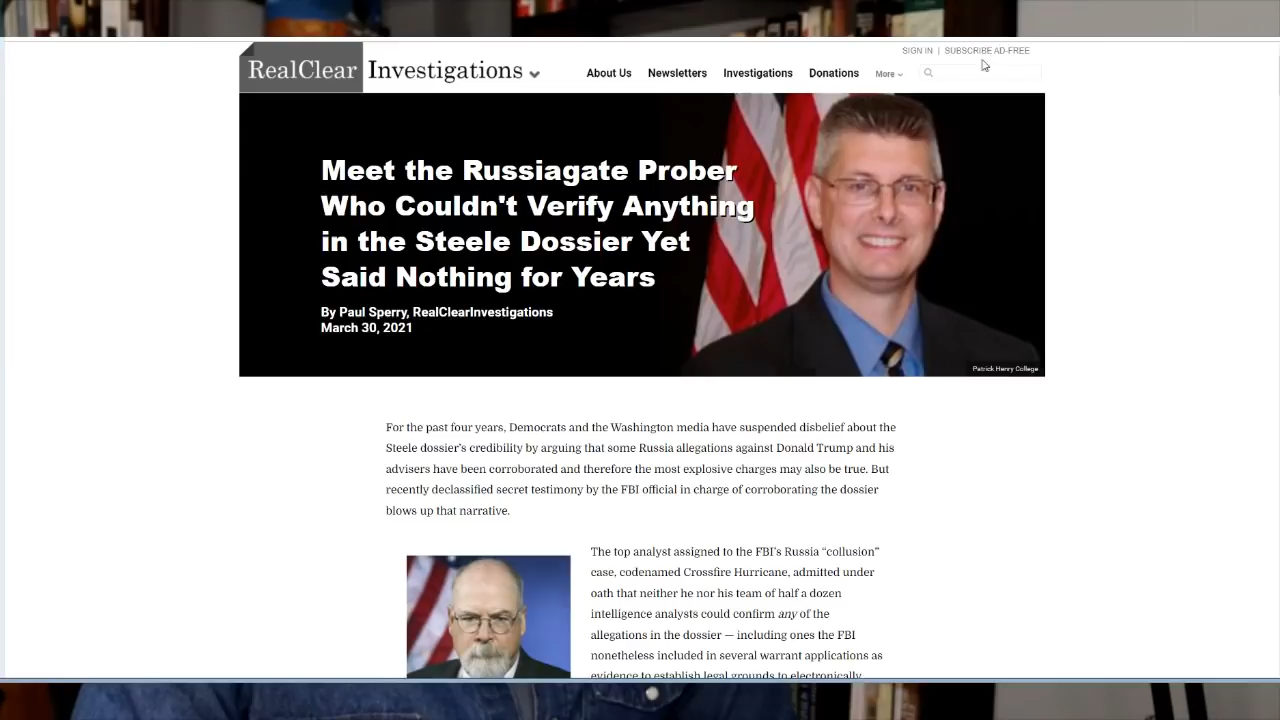 SIGN IN | SUBSCRIBE AD-FREE
RealClear Investigations
About Us Newsletters Investigations Donations More
Meet the Russiagate Prober
Who Couldn't Verify Anything
in the Steele Dossier Yet
Said Nothing for Years
By Paul Sperry, RealClearInvestigations
March 30, 2021
Patrick Henry College
For the past four years, Democrats and the Washington media have suspended disbelief about the
Steele dossier's credibility by arguing that some Russia allegations against Donald Trump and his
advisers have been corroborated and therefore the most explosive charges may also be true. But
recently declassified secret testimony by the FBI official in charge of corroborating the dossier
blows up that narrative.
The top analyst assigned to the FBI's Russia “collusion”
case, codenamed Crossfire Hurricane, admitted under
oath that neither he nor his team of half a dozen
intelligence analysts could confirm any of the
allegations in the dossier — including ones the FBI
nonetheless included in several warrant applications as
evidence to establish legal grounds to electronically